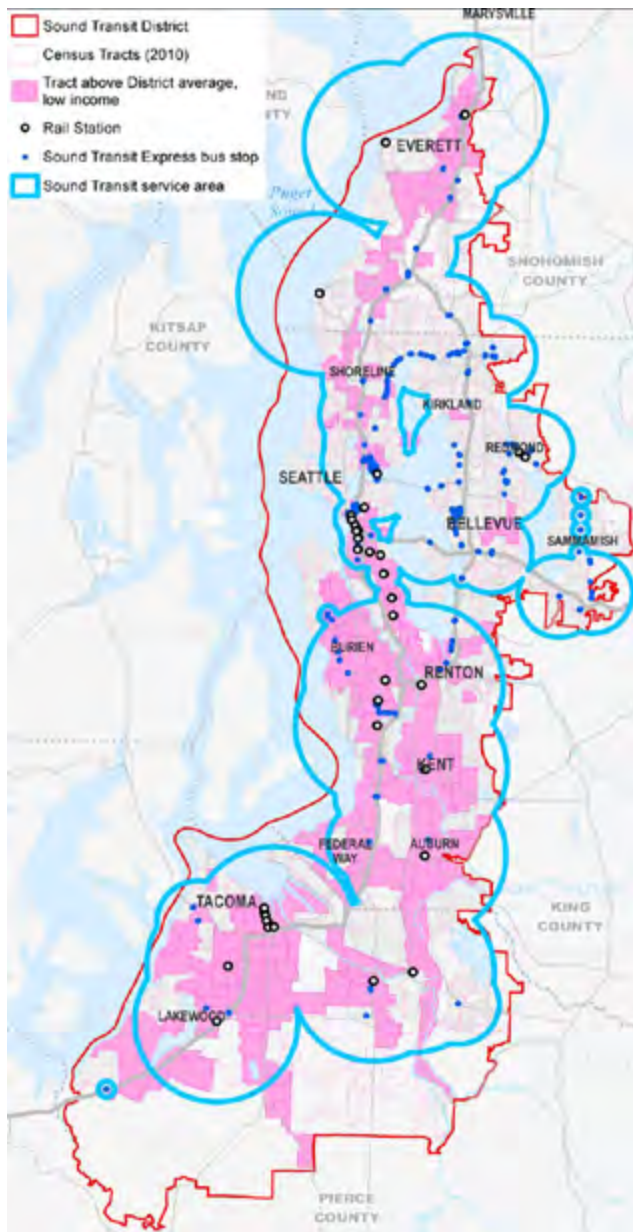 MARYSVILLE
Sound Transit District
Census Tracts (2010)
Tract above District average,
low income
Rail Station
Sound Transit Express bus stop
Sound Transit service area
EVERETT
Puget
SNOHOMISH
COUNTY
KITSAP
COUNTY
SHORELINE
KIRKLAND
REDMOND
SEATTLE
BELLEVUE
SAMMAMISH
BURIEN
RENTON
KENT
FEDERAL
WAY
AUBURN
TACOMA
KING
COUNTY
LAKEWOOD
PIERCE
COUNTY